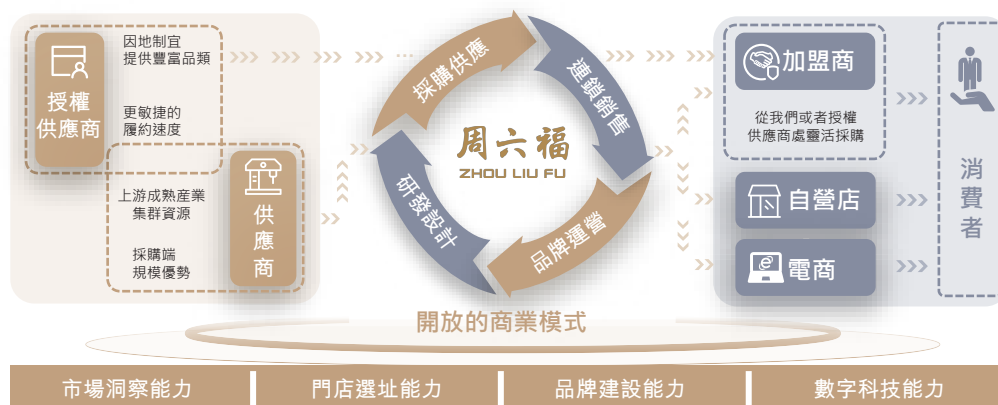 授權
供應商
因地制宜
提供豐富品類
更敏捷的
履約速度
上游成熟產業
集群資源
採購端
規模優勢
供
應
商
採購供應
連鎖銷售
品牌運營
研發設計
周六福
ZHOU LIU FU
加盟商
從我們或者授權
供應商處靈活採購
自營店
電商
消
費
者
開放的商業模式
市場洞察能力
門店選址能力
品牌建設能力
數字科技能力